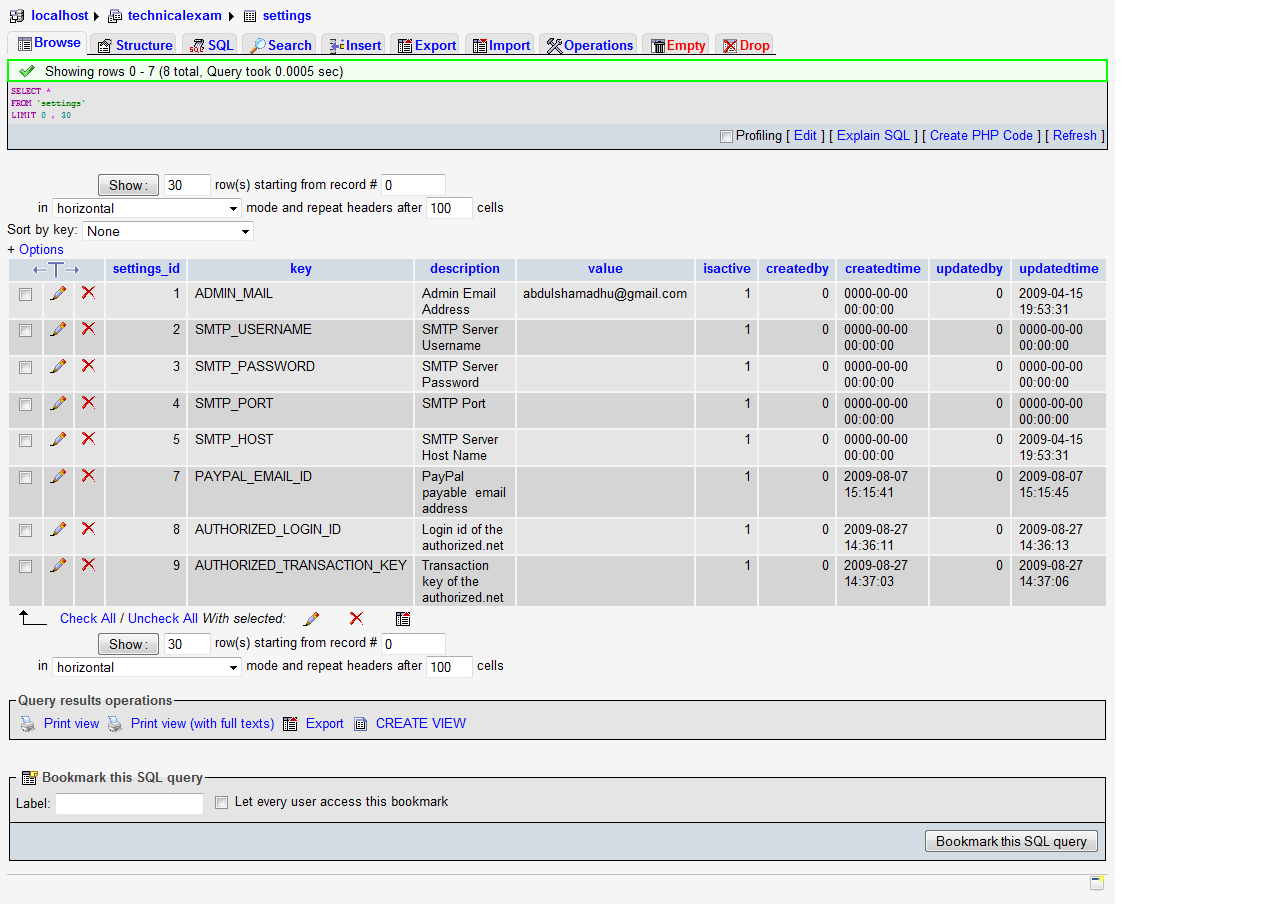 localhost technicalexam settings
Browse Structure SQL Search Insert Export Import Operations Empty Drop
Showing rows 0 - 7 (8 total, Query took 0.0005 sec)
SELECT *
FROM `settings`
LIMIT 0 , 30
Profiling [ Edit ] [ Explain SQL ] [ Create PHP Code ] [ Refresh ]
Show : 30 row(s) starting from record # 0
in horizontal mode and repeat headers after 100 cells
Sort by key: None
+ Options
←T→ settings_id key description value isactive createdby createdtime updatedby updatedtime
1 ADMIN_MAIL Admin Email abdulshamadhu@gmail.com 1 0 0000-00-00 0 2009-04-15
Address 00:00:00 19:53:31
2 SMTP_USERNAME SMTP Server 1 0 0000-00-00 0 0000-00-00
Username 00:00:00 00:00:00
3 SMTP_PASSWORD SMTP Server 1 0 0000-00-00 0 0000-00-00
Password 00:00:00 00:00:00
4 SMTP_PORT SMTP Port 1 0 0000-00-00 0 0000-00-00
00:00:00 00:00:00
5 SMTP_HOST SMTP Server 1 0 0000-00-00 0 2009-04-15
Host Name 00:00:00 19:53:31
7 PAYPAL_EMAIL_ID PayPal 1 0 2009-08-07 0 2009-08-07
payable email 15:15:41 15:15:45
address
8 AUTHORIZED_LOGIN_ID Login id of the 1 0 2009-08-27 0 2009-08-27
authorized.net 14:36:11 14:36:13
9 AUTHORIZED_TRANSACTION_KEY Transaction 1 0 2009-08-27 0 2009-08-27
key of the 14:37:03 14:37:06
authorized.net
Check All / Uncheck All With selected:
Show : 30 row(s) starting from record # 0
in horizontal mode and repeat headers after 100 cells
Query results operations
Print view Print view (with full texts) Export CREATE VIEW
Bookmark this SQL query
Label: Let every user access this bookmark
Bookmark this SQL query